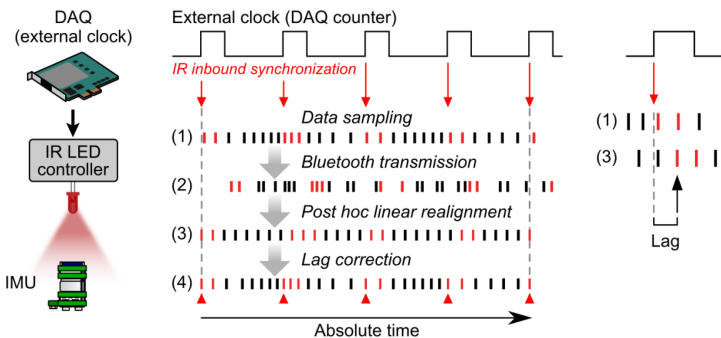 DAQ
(external clock)
IR LED
controller
IMU
External clock (DAQ counter)
IR inbound synchronization
Data sampling
(1)
Bluetooth transmission
(2)
Post hoc linear realignment
(3)
Lag correction
(4)
Absolute time
(1)
(3)
Lag